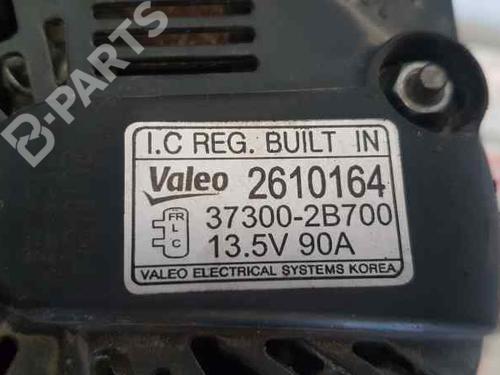 B-PARTS
I.C REG. BUILT IN
Valeo 2610164
FR
L
C
37300-2B700
13.5V 90A
VALEO ELECTRICAL SYSTEMS KOREA